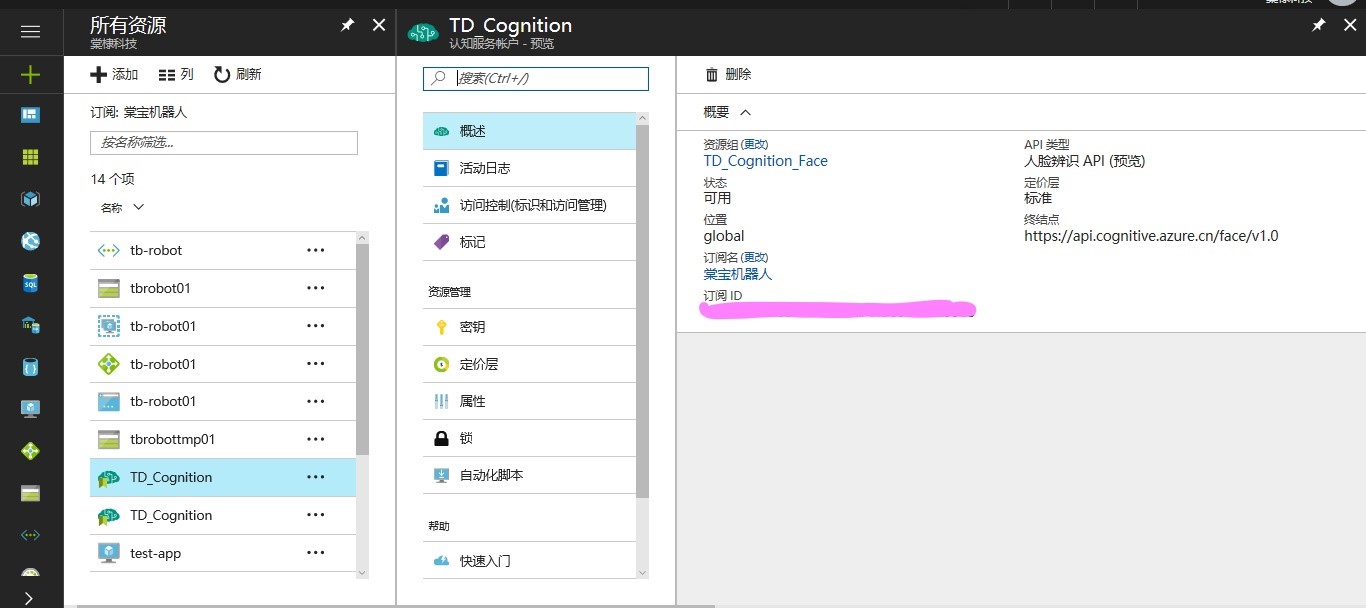 所有资源
棠棣科技
添加
列
刷新
订阅: 棠宝机器人
按名称筛选...
14 个项
名称
tb-robot
tbrobot01
tb-robot01
tb-robot01
tb-robot01
tbrobottmp01
TD_Cognition
TD_Cognition
test-app
TD_Cognition
认知服务帐户 - 预览
搜索(Ctrl+/)
概述
活动日志
访问控制(标识和访问管理)
标记
资源管理
密钥
定价层
属性
锁
自动化脚本
帮助
快速入门
删除
概要
资源组 (更改)
TD_Cognition_Face
状态
可用
位置
global
订阅名 (更改)
棠宝机器人
订阅 ID
API 类型
人脸辨识 API (预览)
定价层
标准
终结点
https://api.cognitive.azure.cn/face/v1.0